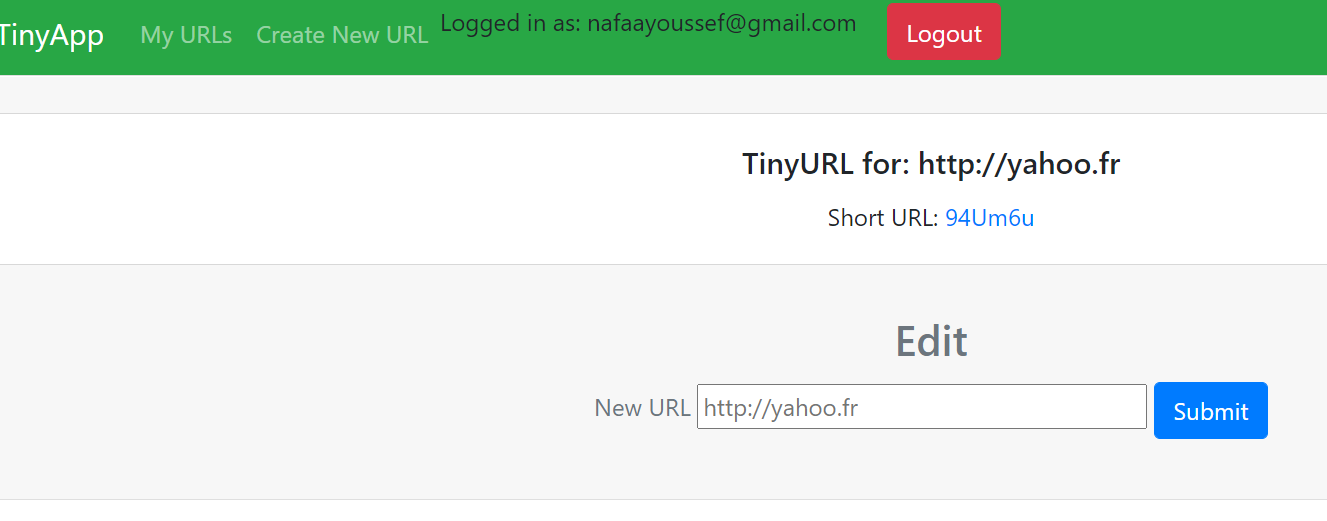 TinyApp My URLs Create New URL Logged in as: nafaayoussef@gmail.com Logout
TinyURL for: http://yahoo.fr
Short URL: 94Um6u
Edit
New URL http://yahoo.fr Submit